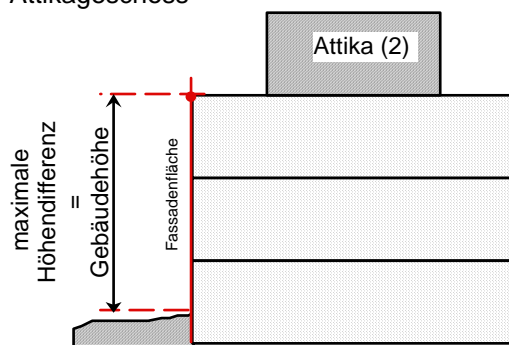 Attikageschoss
Attika (2)
maximale
Höhendifferenz
=
Gebäudehöhe
Fassadenfläche